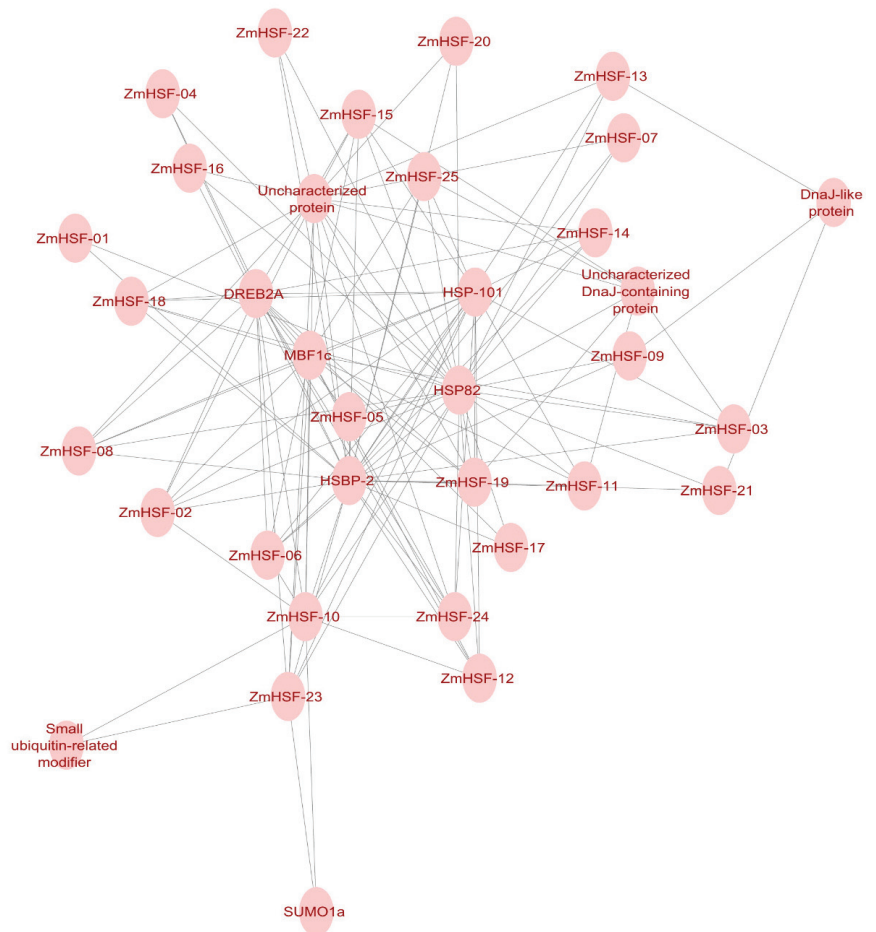 ZmHSF-22
ZmHSF-20
ZmHSF-13
ZmHSF-04
ZmHSF-15
ZmHSF-07
ZmHSF-16
ZmHSF-25
Uncharacterized
protein
DnaJ-like
protein
ZmHSF-01
ZmHSF-14
Uncharacterized
DnaJ-containing
protein
DREB2A
HSP-101
ZmHSF-18
MBF1c
ZmHSF-09
HSP82
ZmHSF-05
ZmHSF-03
ZmHSF-08
HSBP-2
ZmHSF-19
ZmHSF-11
ZmHSF-21
ZmHSF-02
ZmHSF-17
ZmHSF-06
ZmHSF-10
ZmHSF-24
ZmHSF-12
ZmHSF-23
Small
ubiquitin-related
modifier
SUMO1a